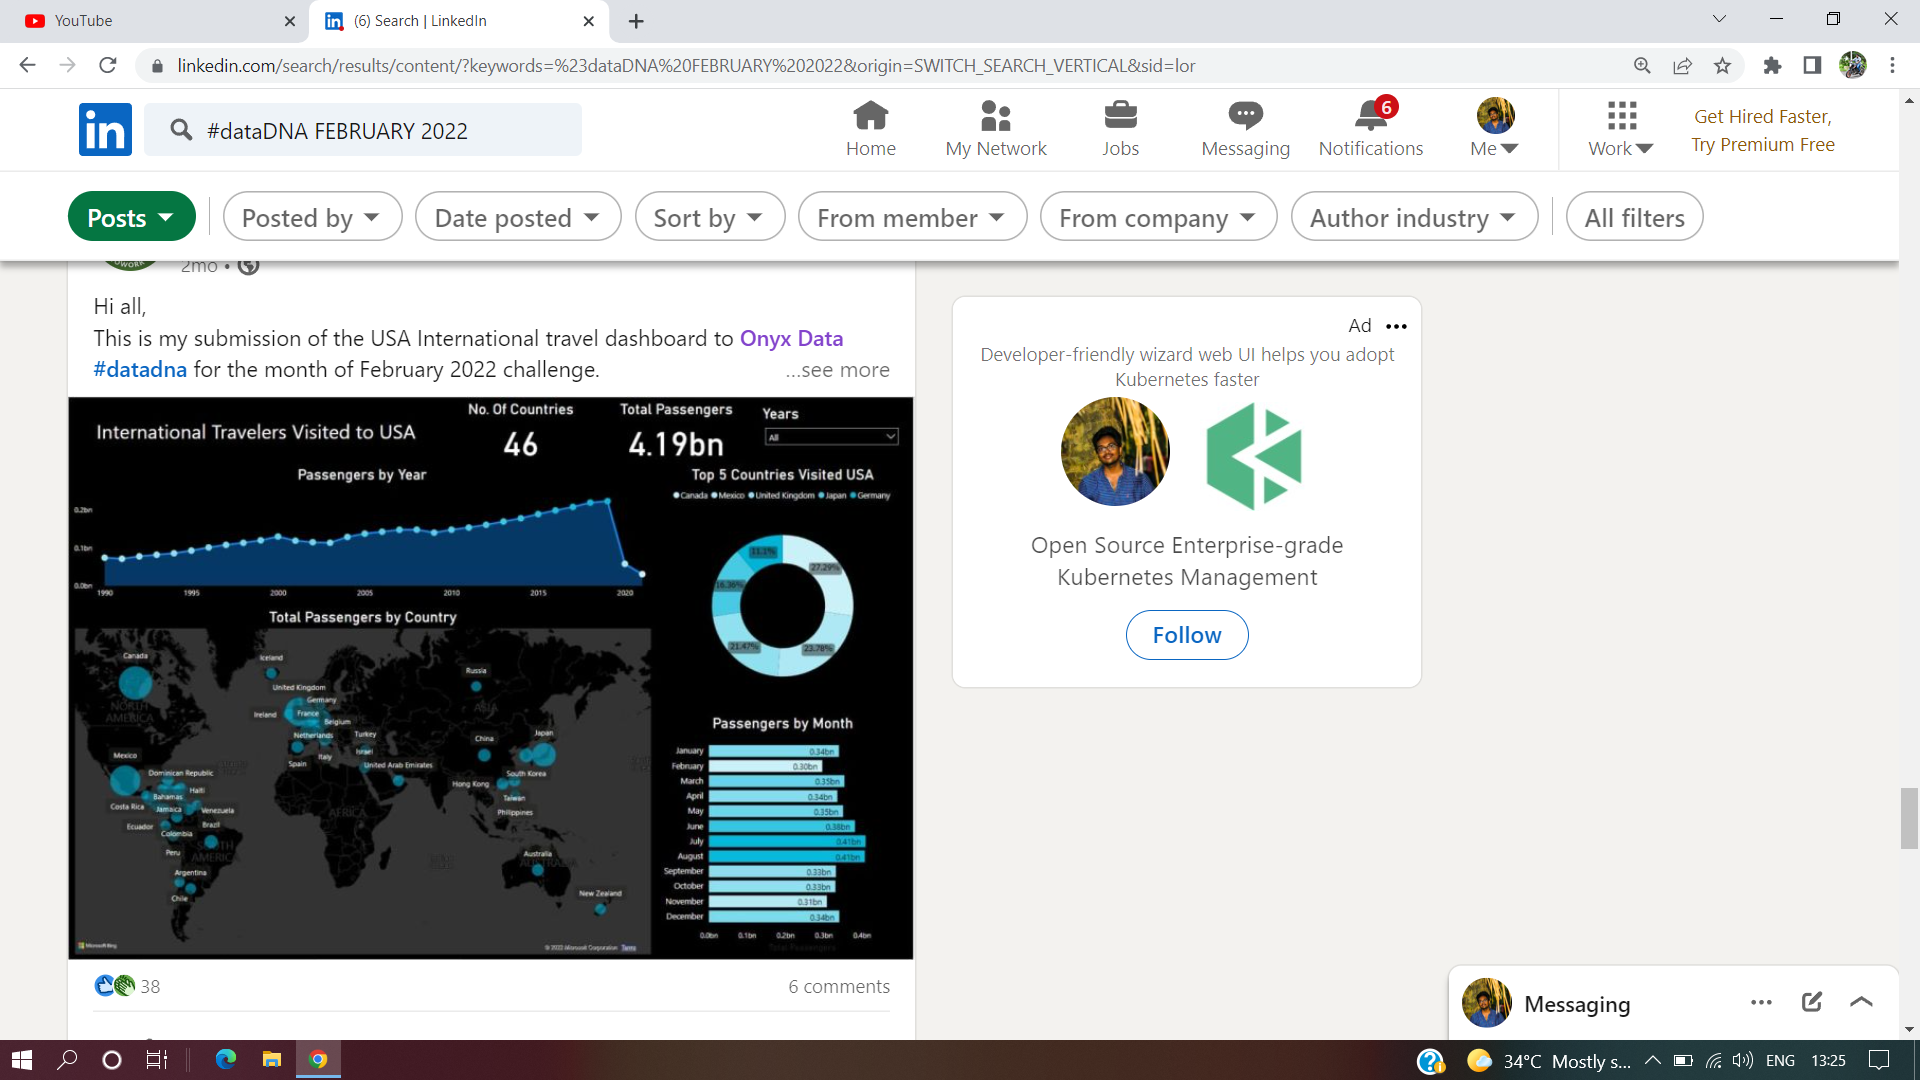 YouTube
(6) Search | LinkedIn
linkedin.com/search/results/content/?keywords=%23dataDNA%20FEBRUARY%202022&origin=SWITCH_SEARCH_VERTICAL&sid=lor
in
#dataDNA FEBRUARY 2022
Home
My Network
Jobs
Messaging
6
Notifications
Me
Work
Get Hired Faster,
Try Premium Free
Posts
Posted by
Date posted
Sort by
From member
From company
Author industry
All filters
2mo •
Hi all,
This is my submission of the USA International travel dashboard to Onyx Data
#datadna for the month of February 2022 challenge.
...see more
International Travelers Visited to USA
No. Of Countries
46
Total Passengers
4.19bn
Years
All
Passengers by Year
0.2bn
0.1bn
0.0bn
1990 1995 2000 2005 2010 2015 2020
Top 5 Countries Visited USA
Canada Mexico United Kingdom Japan Germany
11.1%
27.29%
16.36%
21.47%
23.78%
Total Passengers by Country
Canada
Iceland
Russia
United Kingdom
NORTH
AMERICA
Germany
ASIA
Ireland
France
Belgium
Netherlands
Turkey
Japan
China
Mexico
Italy
Israel
Spain
United Arab Emirates
Dominican Republic
South Korea
Hong Kong
Haiti
Bahamas
Taiwan
Costa Rica
Jamaica
Venezuela
Philippines
AFRICA
Ecuador
Brazil
Colombia
SOUTH
AMERICA
Peru
Australia
AUSTRALIA
Argentina
New Zealand
Chile
Microsoft Bing
© 2022 Microsoft Corporation Terms
Passengers by Month
January 0.34bn
February 0.30bn
March 0.35bn
April 0.34bn
May 0.35bn
June 0.38bn
July 0.41bn
August 0.41bn
September 0.33bn
October 0.33bn
November 0.31bn
December 0.34bn
0.0bn 0.1bn 0.2bn 0.3bn 0.4bn
Total Passengers
38
6 comments
Ad
Developer-friendly wizard web UI helps you adopt
Kubernetes faster
Open Source Enterprise-grade
Kubernetes Management
Follow
Messaging
34°C Mostly s...
ENG
13:25